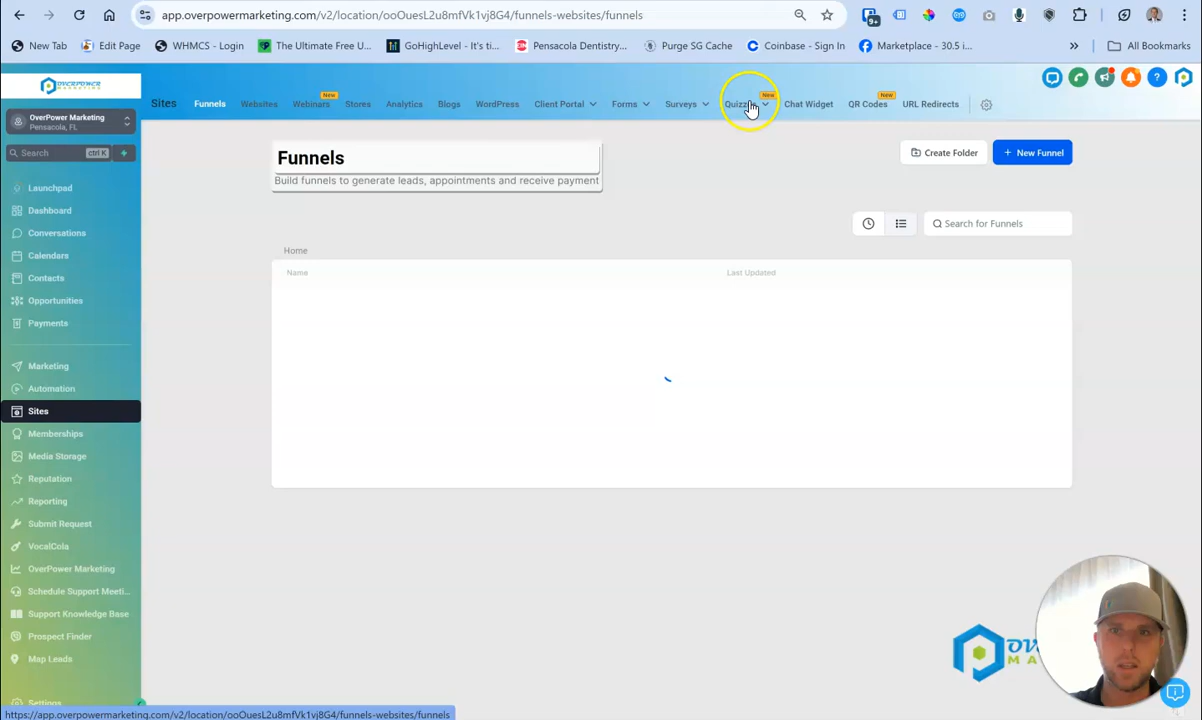 app.overpowermarketing.com/v2/location/ooOuesL2u8mfVk1vj8G4/funnels-websites/funnels
9+
New Tab
Edit Page
WHMCS - Login
The Ultimate Free U...
GoHighLevel - It's ti...
Pensacola Dentistry...
Purge SG Cache
Coinbase - Sign In
Marketplace - 30.5 i...
All Bookmarks
OVERPOWER
MARKETING
Sites
Funnels
Websites
Webinars
New
Stores
Analytics
Blogs
WordPress
Client Portal
Forms
Surveys
New
Chat Widget
QR Codes
New
URL Redirects
OverPower Marketing
Pensacola, FL
Search
ctrl K
Launchpad
Dashboard
Conversations
Calendars
Contacts
Opportunities
Payments
Marketing
Automation
Sites
Memberships
Media Storage
Reputation
Reporting
Submit Request
VocalCola
OverPower Marketing
Schedule Support Meeti...
Support Knowledge Base
Prospect Finder
Map Leads
Settings
Funnels
Build funnels to generate leads, appointments and receive payment
Create Folder
+ New Funnel
Search for Funnels
Home
Name
Last Updated
https://app.overpowermarketing.com/v2/location/ooOuesL2u8mfVk1vj8G4/funnels-websites/funnels